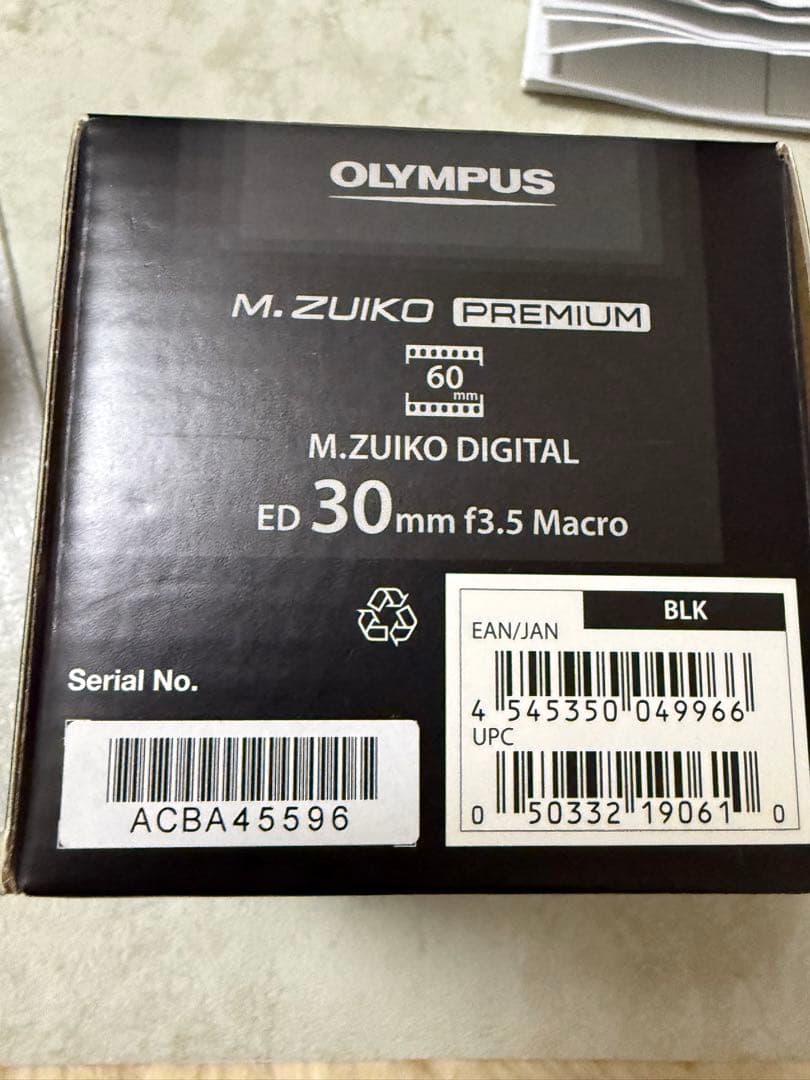 OLYMPUS
M.ZUIKO PREMIUM
60
mm
M.ZUIKO DIGITAL
ED 30mm f3.5 Macro
BLK
EAN/JAN
4 545350 049966
UPC
0 50332 19061 0
Serial No.
ACBA45596